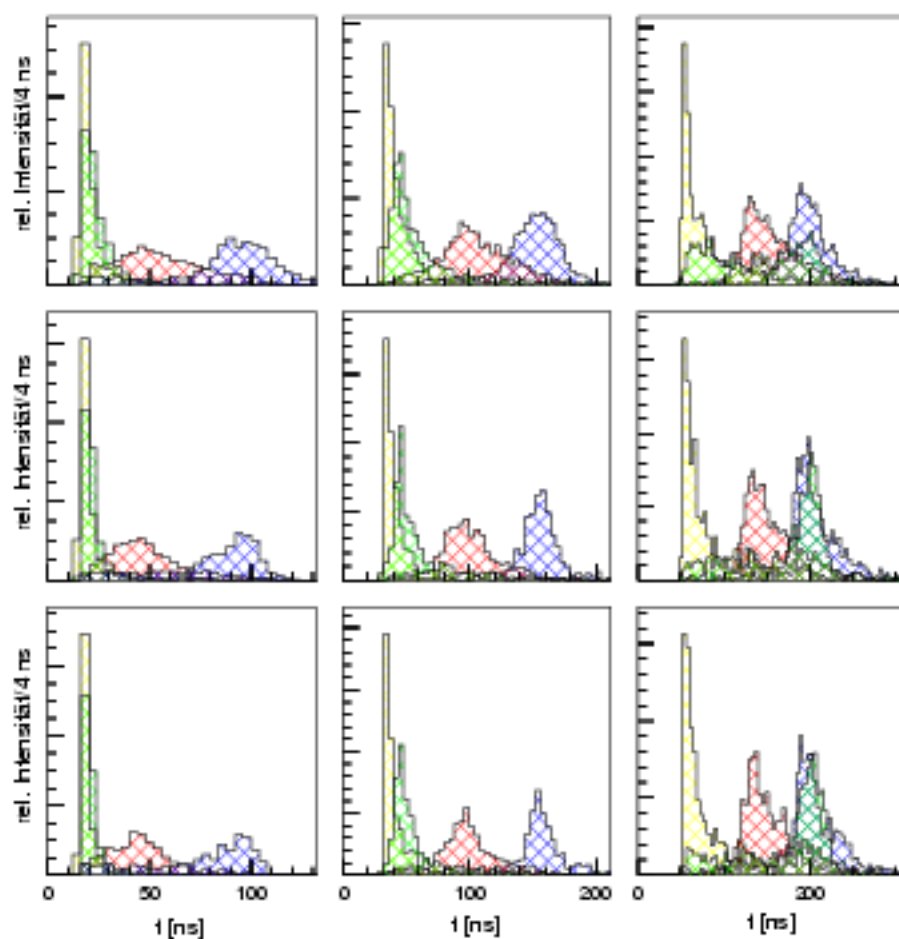 rel. Intensität/4 ns
rel. Intensität/4 ns
rel. Intensität/4 ns
0 50 100 0 100 200 0 200
t [ns] t [ns] t [ns]